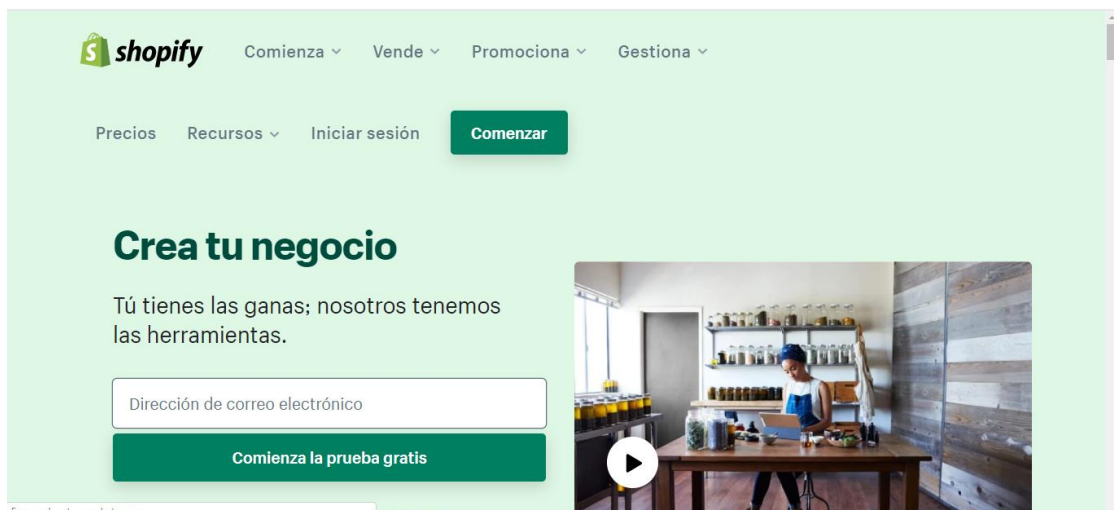 shopify Comienza Vende Promociona Gestiona
Precios Recursos Iniciar sesión Comenzar
Crea tu negocio
Tú tienes las ganas; nosotros tenemos
las herramientas.
Dirección de correo electrónico
Comienza la prueba gratis